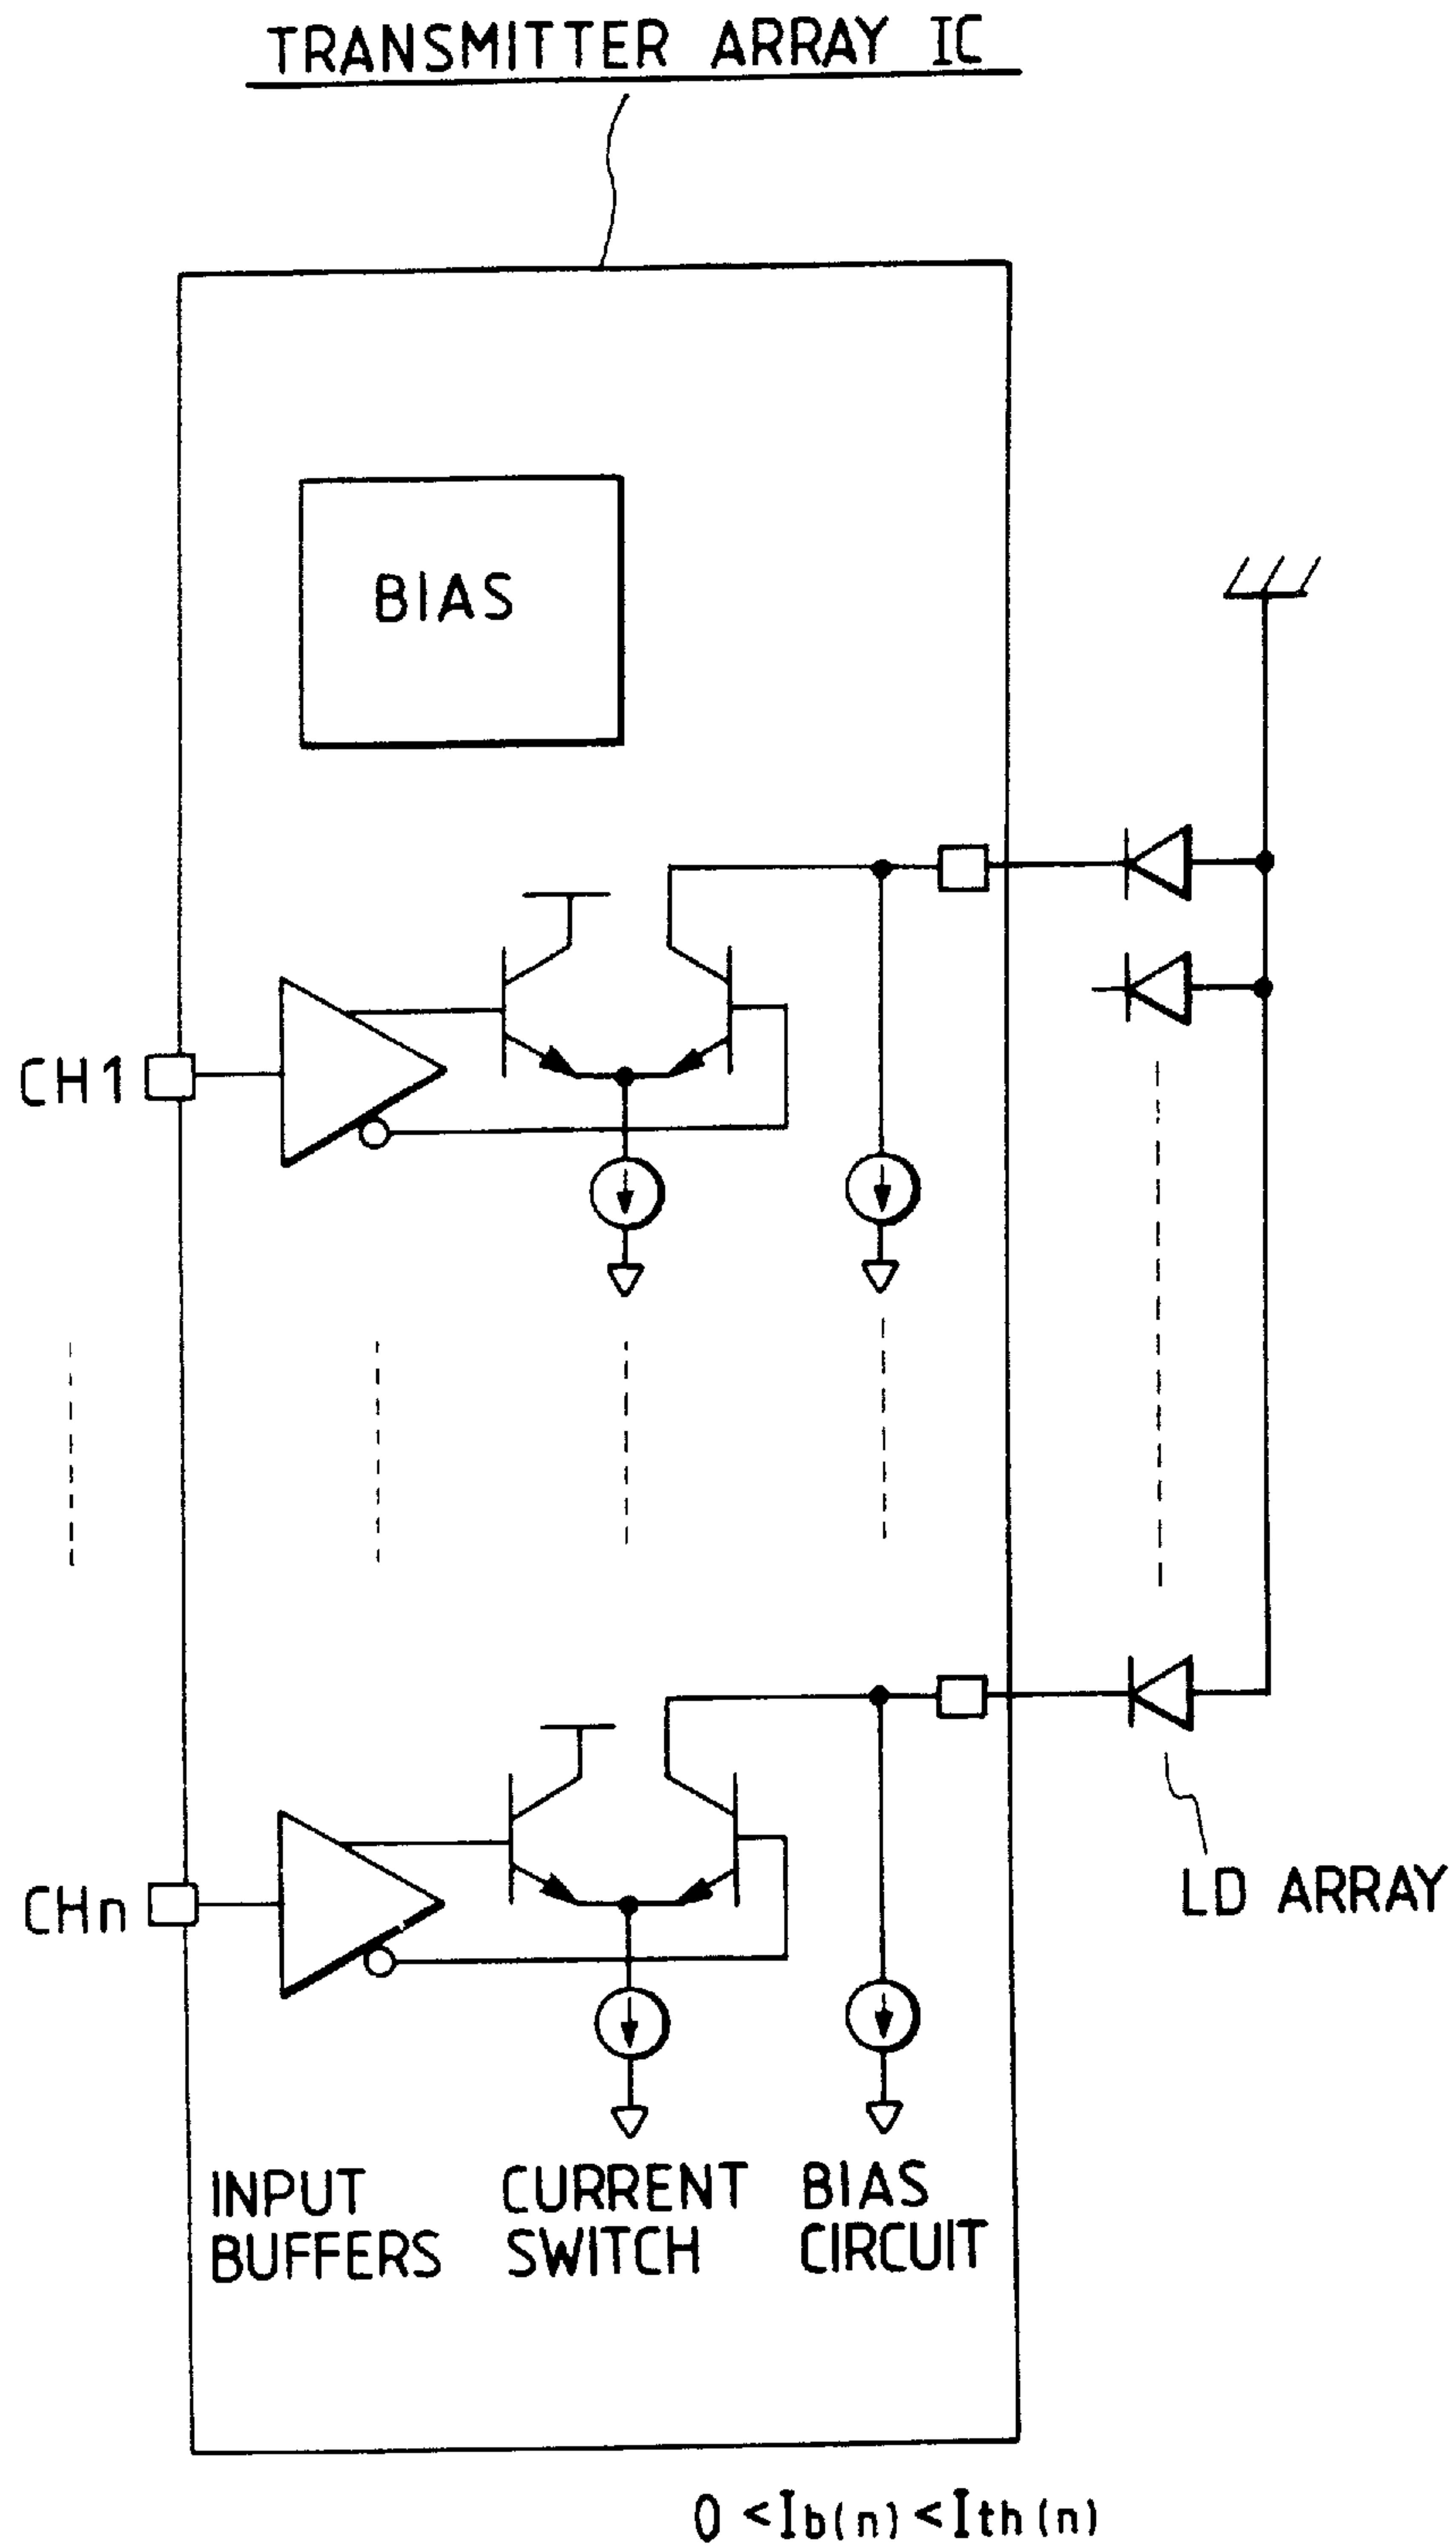 TRANSMITTER ARRAY IC
BIAS
CH1
CHn
LD ARRAY
INPUT
BUFFERS
CURRENT
SWITCH
BIAS
CIRCUIT
0 < Ib(n) < Ith(n)